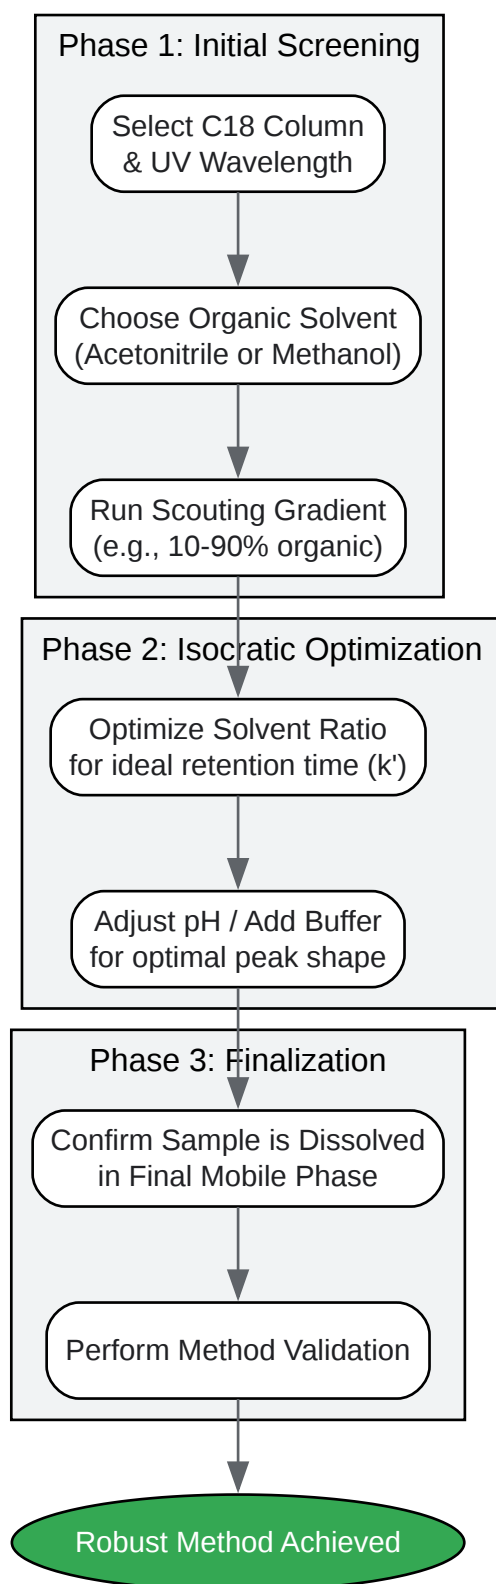 Phase 1: Initial Screening
Select C18 Column
& UV Wavelength
Choose Organic Solvent
(Acetonitrile or Methanol)
Run Scouting Gradient
(e.g., 10-90% organic)
Phase 2: Isocratic Optimization
Optimize Solvent Ratio
for ideal retention time (k')
Adjust pH / Add Buffer
for optimal peak shape
Phase 3: Finalization
Confirm Sample is Dissolved
in Final Mobile Phase
Perform Method Validation
Robust Method Achieved